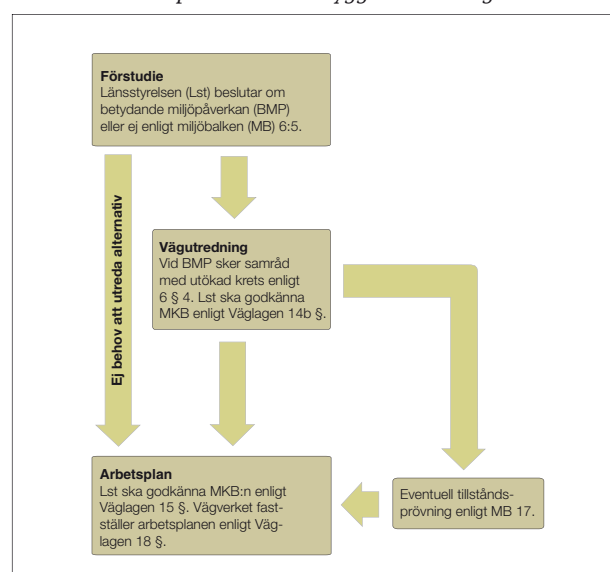 Förstudie
Länsstyrelsen (Lst) beslutar om
betydande miljöpåverkan (BMP)
eller ej enligt miljöbalken (MB) 6:5.
Ej behov att utreda alternativ
Vägutredning
Vid BMP sker samråd
med utökad krets enligt
6 § 4. Lst ska godkänna
MKB enligt Väglagen 14b §.
Arbetsplan
Lst ska godkänna MKB:n enligt
Väglagen 15 §. Vägverket fast-
ställer arbetsplanen enligt Väg-
lagen 18 §.
Eventuell tillstånds-
prövning enligt MB 17.